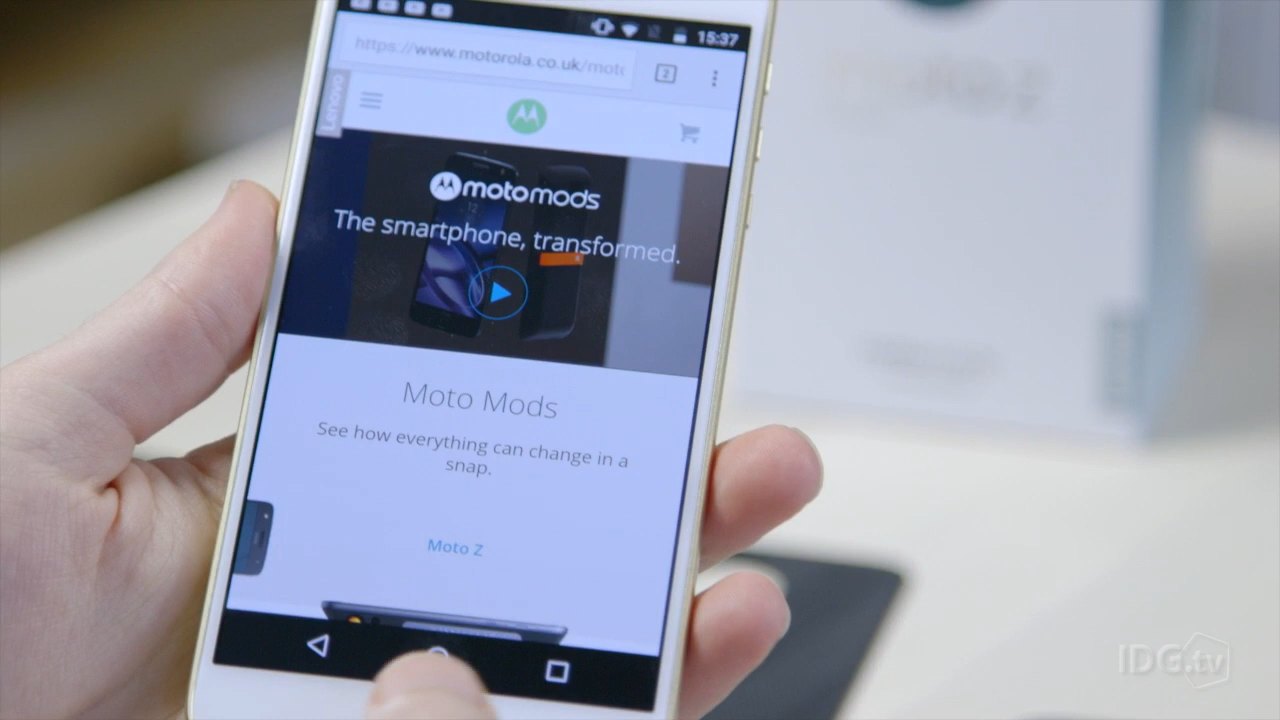 15:37
https://www.motorola.co.uk/moto
2
Lenovo
motomods
The smartphone, transformed.
Moto Mods
See how everything can change in a
snap.
Moto Z
IDG.tv